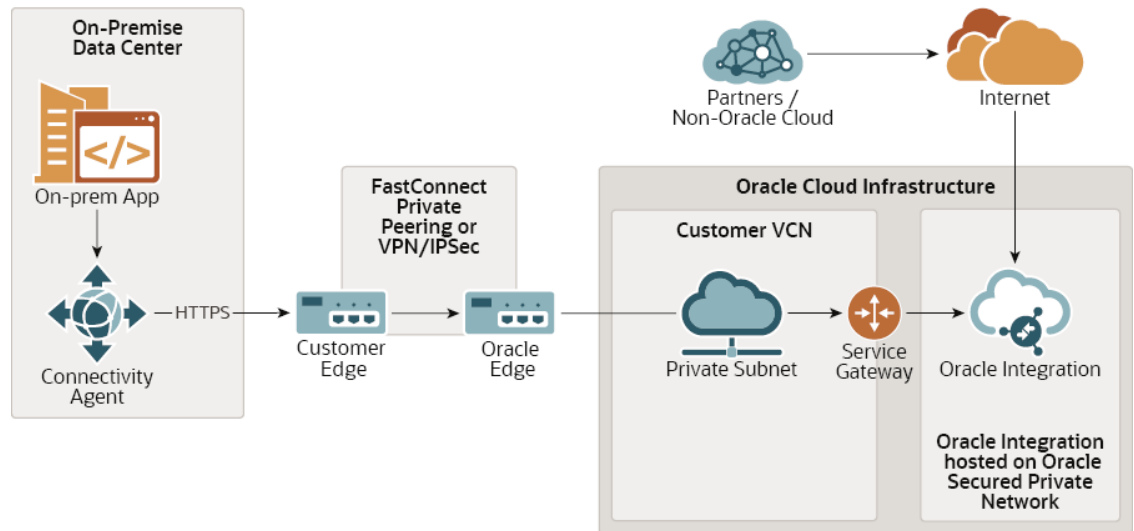 On-Premise
Data Center
</>
On-prem App
HTTPS
Connectivity
Agent
FastConnect
Private
Peering or
VPN/IPSec
Customer
Edge
Oracle
Edge
Partners /
Non-Oracle Cloud
Internet
Oracle Cloud Infrastructure
Customer VCN
Private Subnet
Service
Gateway
Oracle Integration
Oracle Integration
hosted on Oracle
Secured Private
Network